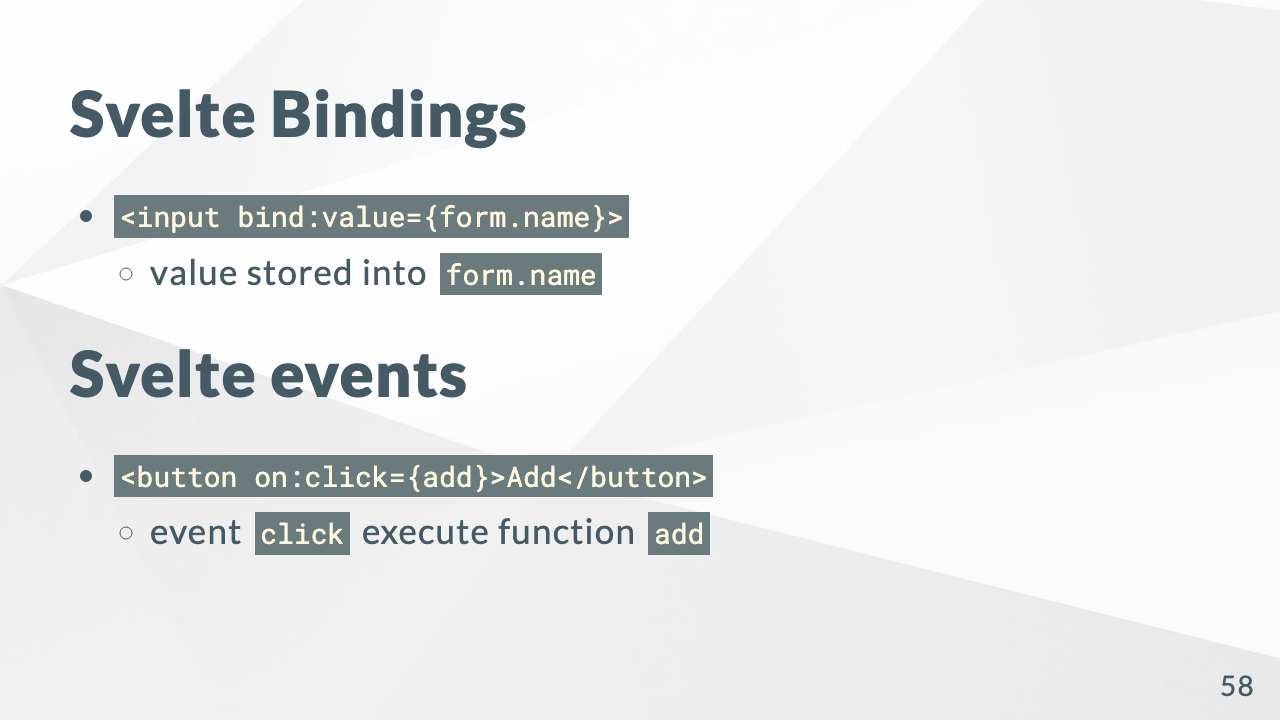 Svelte Bindings
<input bind:value={form.name}>
value stored into form.name
Svelte events
<button on:click={add}>Add</button>
event click execute function add
58